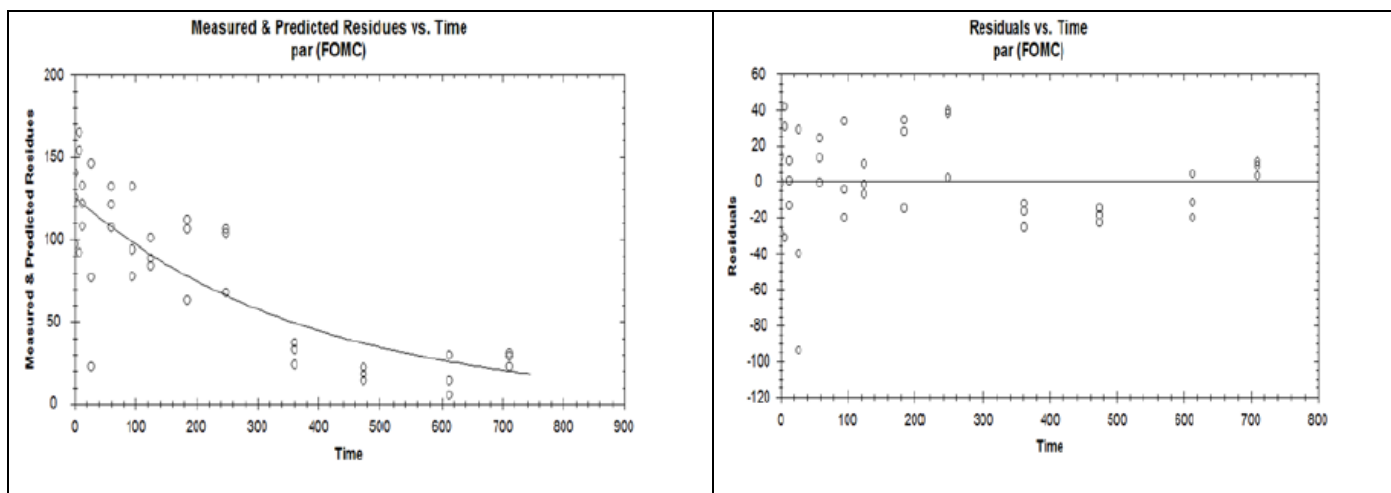 Measured & Predicted Residues vs. Time
par (FOMC)
200
150
100
50
0
Measured & Predicted Residues
0 100 200 300 400 500 600 700 800 900
Time
Residuals vs. Time
par (FOMC)
60
40
20
0
-20
-40
-60
-80
-100
-120
Residuals
0 100 200 300 400 500 600 700 800
Time